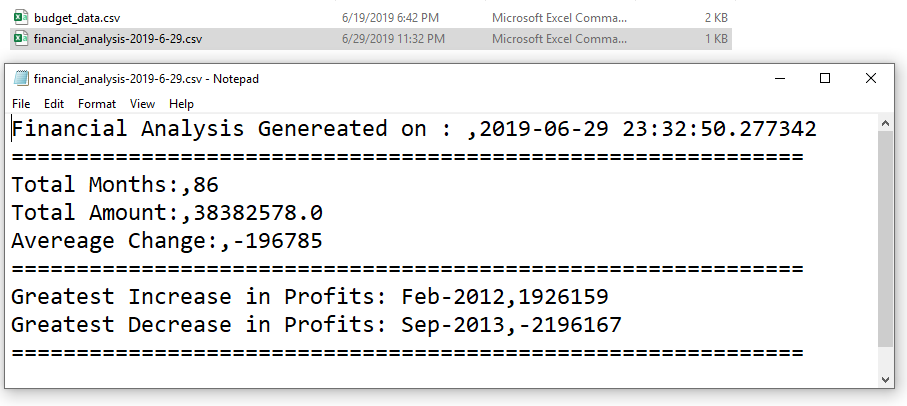 budget_data.csv 6/19/2019 6:42 PM Microsoft Excel Comma... 2 KB
financial_analysis-2019-6-29.csv 6/29/2019 11:32 PM Microsoft Excel Comma... 1 KB
financial_analysis-2019-6-29.csv - Notepad
File Edit Format View Help
Financial Analysis Genereated on : ,2019-06-29 23:32:50.277342
=============================================================
Total Months:,86
Total Amount:,38382578.0
Avereage Change:,-196785
=============================================================
Greatest Increase in Profits: Feb-2012,1926159
Greatest Decrease in Profits: Sep-2013,-2196167
=============================================================